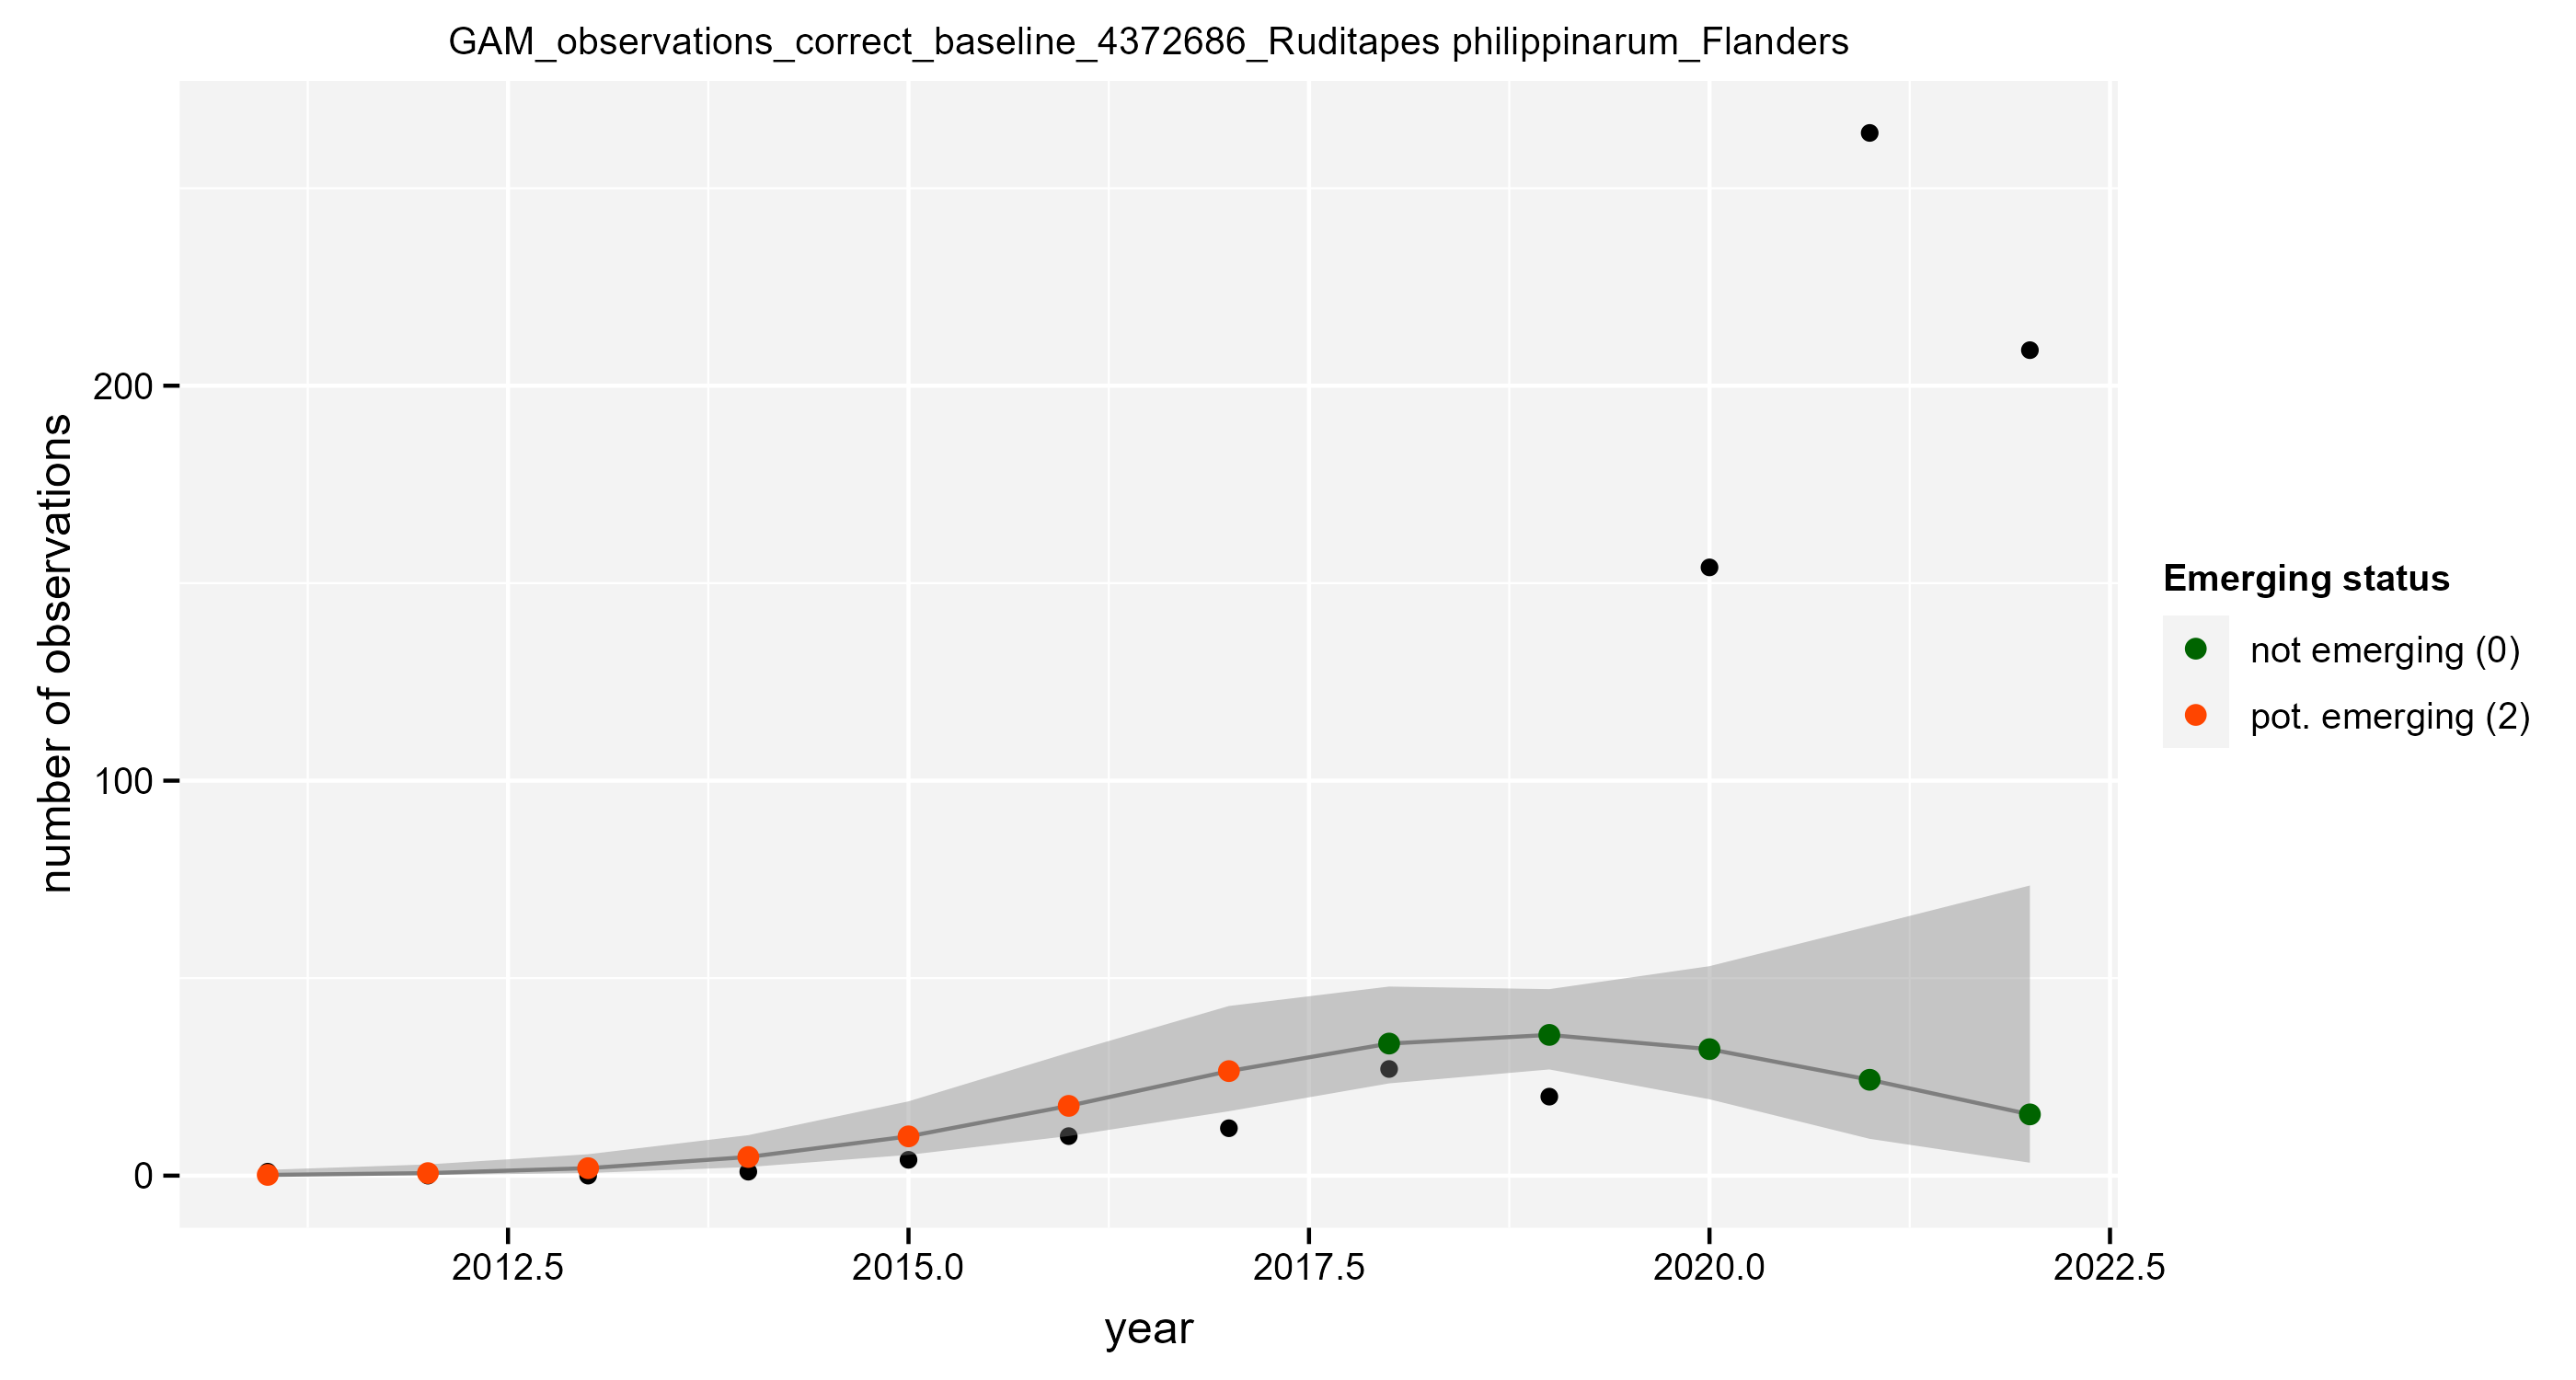 GAM_observations_correct_baseline_4372686_Ruditapes philippinarum_Flanders
number of observations
200
100
0
2012.5
2015.0
2017.5
2020.0
2022.5
year
Emerging status
not emerging (0)
pot. emerging (2)